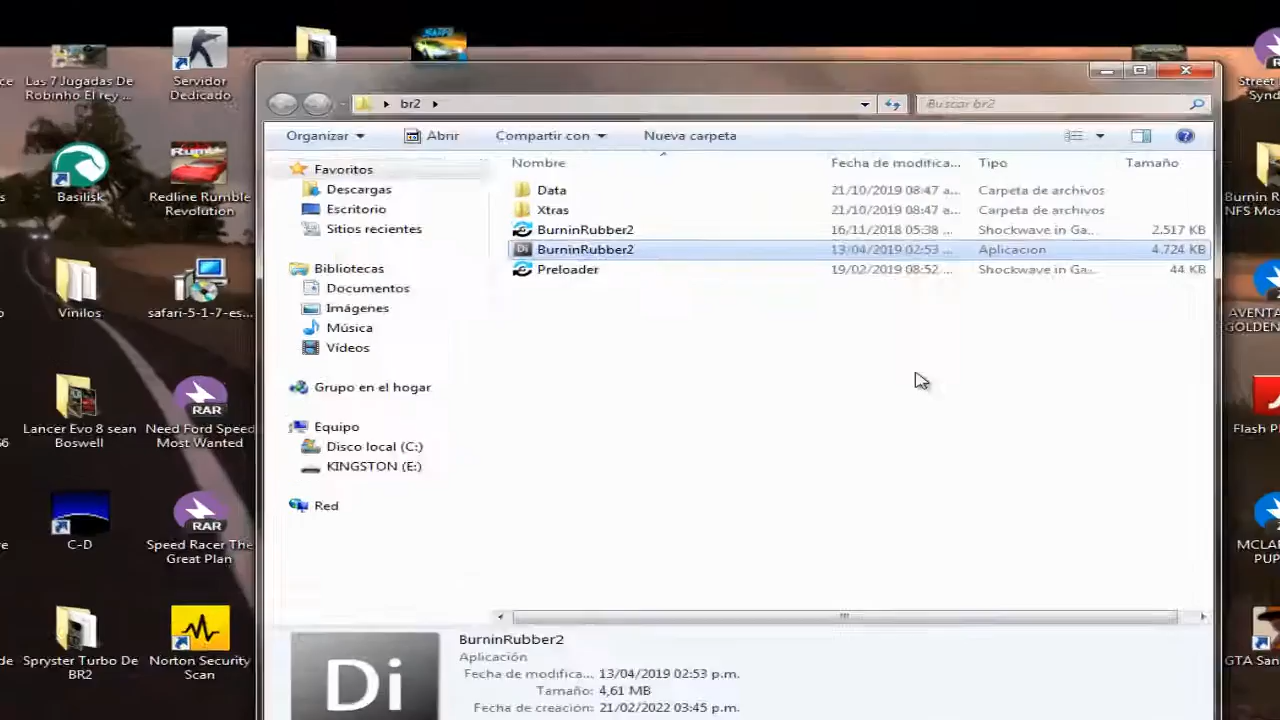 Las 7 Jugadas De
Robinho El rey ...
Servidor
Dedicado
Basilisk
Rumble
Redline Rumble
Revolution
Vinilos
safari-5-1-7-es...
Lancer Evo 8 sean
Boswell
RAR
Need Ford Speed
Most Wanted
C-D
RAR
Speed Racer The
Great Plan
Spryster Turbo De
BR2
Norton Security
Scan
br2
Buscar br2
Organizar
Abrir
Compartir con
Nueva carpeta
Nombre
Fecha de modifica...
Tipo
Tamaño
Data
21/10/2019 08:47 a...
Carpeta de archivos
Xtras
21/10/2019 08:47 a...
Carpeta de archivos
BurninRubber2
16/11/2018 05:38 ...
Shockwave in Ga...
2.517 KB
BurninRubber2
13/04/2019 02:53 ...
Aplicación
4.724 KB
Preloader
19/02/2019 08:52 ...
Shockwave in Ga...
44 KB
Favoritos
Descargas
Escritorio
Sitios recientes
Bibliotecas
Documentos
Imágenes
Música
Vídeos
Grupo en el hogar
Equipo
Disco local (C:)
KINGSTON (E:)
Red
Di
BurninRubber2
Aplicación
Fecha de modifica... 13/04/2019 02:53 p.m.
Tamaño: 4,61 MB
Fecha de creación: 21/02/2022 03:45 p.m.
Street
Synd
Burnin R
NFS Mos
AVENTA
GOLDEN
Flash P
MCLAR
PUP
GTA San